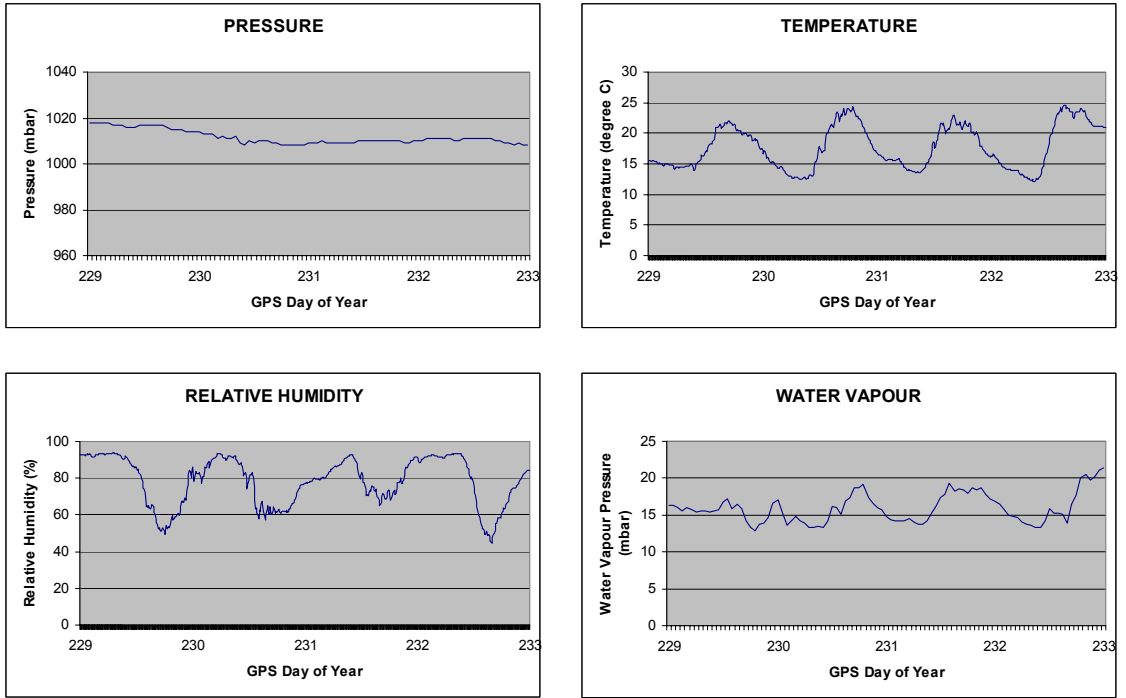 PRESSURE
1040
1020
1000
980
960
Pressure (mbar)
229 230 231 232 233
GPS Day of Year
TEMPERATURE
30
25
20
15
10
5
0
Temperature (degree C)
229 230 231 232 233
GPS Day of Year
RELATIVE HUMIDITY
100
80
60
40
20
0
Relative Humidity (%)
229 230 231 232 233
GPS Day of Year
WATER VAPOUR
25
20
15
10
5
0
Water Vapour Pressure
(mbar)
229 230 231 232 233
GPS Day of Year